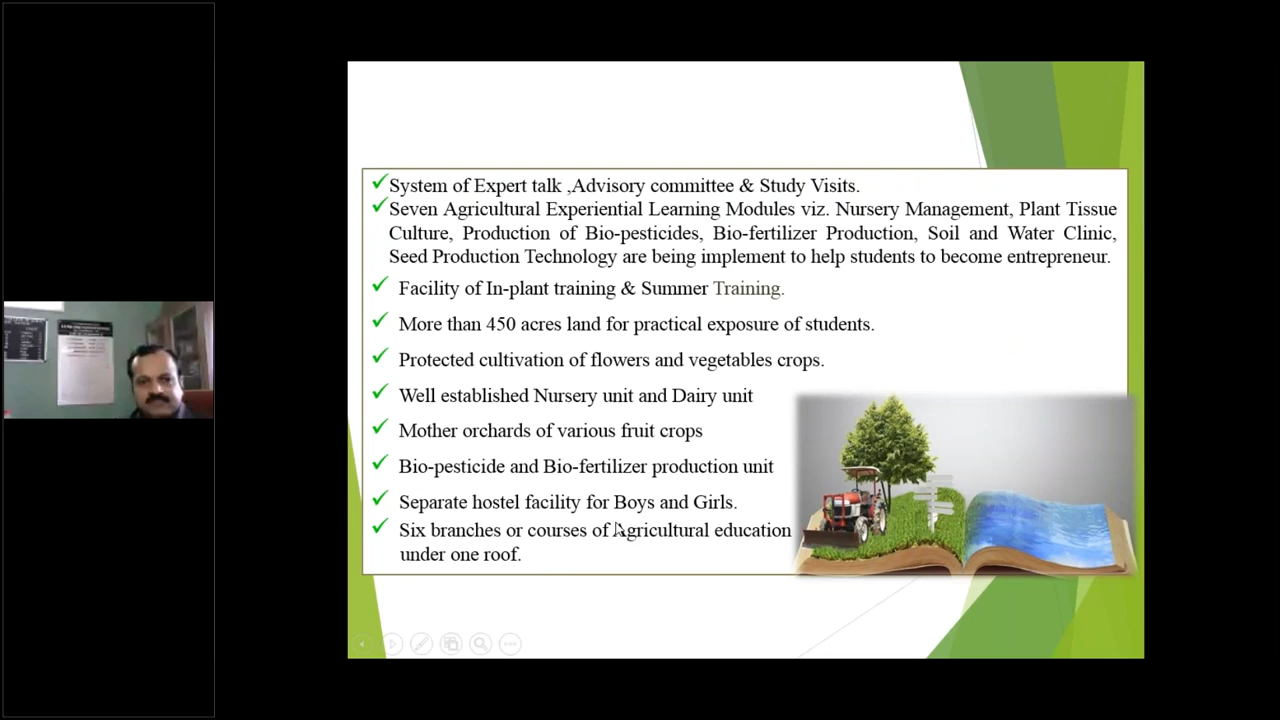 System of Expert talk ,Advisory committee & Study Visits.
Seven Agricultural Experiential Learning Modules viz. Nursery Management, Plant Tissue
Culture, Production of Bio-pesticides, Bio-fertilizer Production, Soil and Water Clinic,
Seed Production Technology are being implement to help students to become entrepreneur.
Facility of In-plant training & Summer Training.
More than 450 acres land for practical exposure of students.
Protected cultivation of flowers and vegetables crops.
Well established Nursery unit and Dairy unit
Mother orchards of various fruit crops
Bio-pesticide and Bio-fertilizer production unit
Separate hostel facility for Boys and Girls.
Six branches or courses of Agricultural education
under one roof.